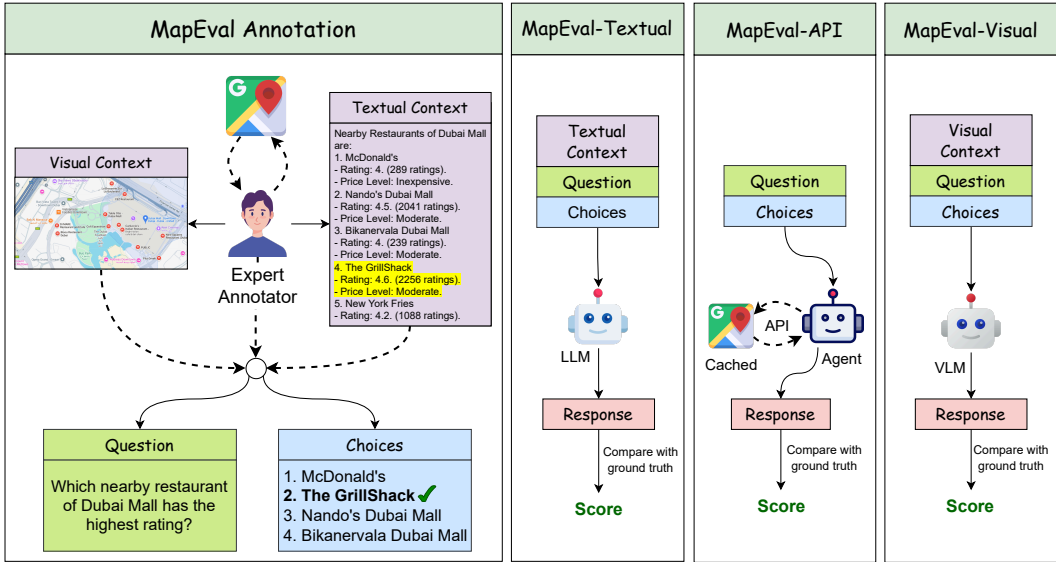 MapEval Annotation
Visual Context
Expert
Annotator
Textual Context
Nearby Restaurants of Dubai Mall
are:
1. McDonald's
- Rating: 4. (289 ratings).
- Price Level: Inexpensive.
2. Nando's Dubai Mall
- Rating: 4.5. (2041 ratings).
- Price Level: Moderate.
3. Bikanervala Dubai Mall
- Rating: 4. (239 ratings).
- Price Level: Moderate.
4. The GrillShack
- Rating: 4.6. (2256 ratings).
- Price Level: Moderate.
5. New York Fries
- Rating: 4.2. (1088 ratings).
Question
Which nearby restaurant
of Dubai Mall has the
highest rating?
Choices
1. McDonald's
2. The GrillShack
3. Nando's Dubai Mall
4. Bikanervala Dubai Mall
MapEval-Textual
Textual
Context
Question
Choices
LLM
Response
Compare with
ground truth
Score
MapEval-API
Question
Choices
API
Cached
Agent
Response
Compare with
ground truth
Score
MapEval-Visual
Visual
Context
Question
Choices
VLM
Response
Compare with
ground truth
Score